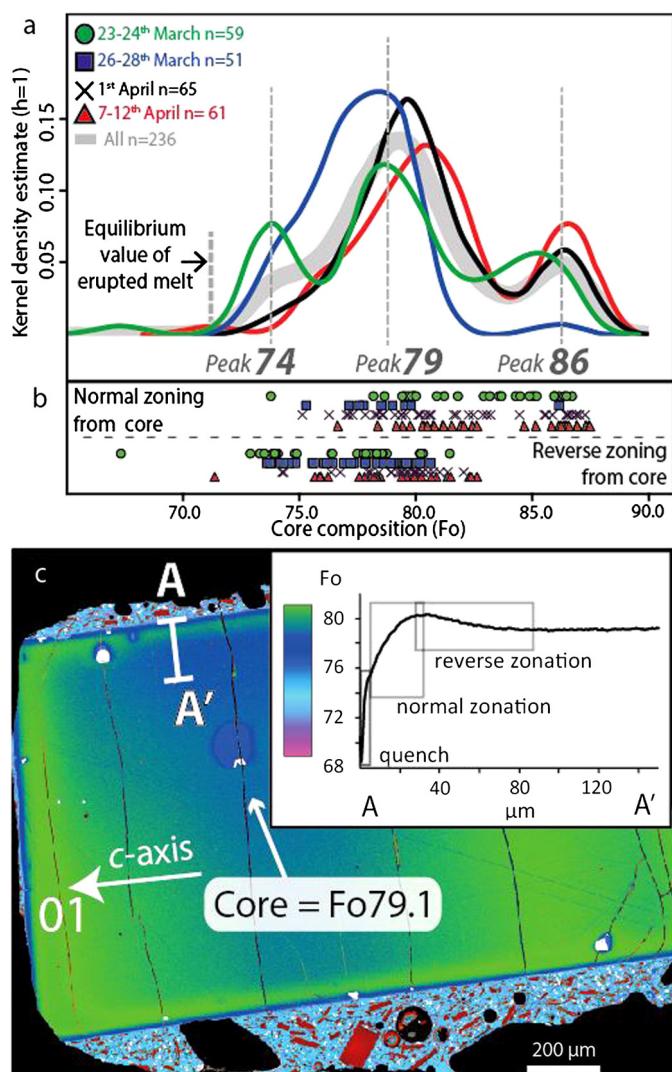 a
23-24th March n=59
26-28th March n=51
1st April n=65
7-12th April n= 61
All n=236
Kernel density estimate (h=1)
0.15
0.10
0.05
Equilibrium
value of
erupted melt
Peak 74
Peak 79
Peak 86
b
Normal zoning
from core
Reverse zoning
from core
70.0 75.0 80.0 85.0 90.0
Core composition (Fo)
c
A
A'
c-axis
01
Core = Fo79.1
200 µm
Fo
80
76
72
68
reverse zonation
normal zonation
quench
40 80 120
A µm A'